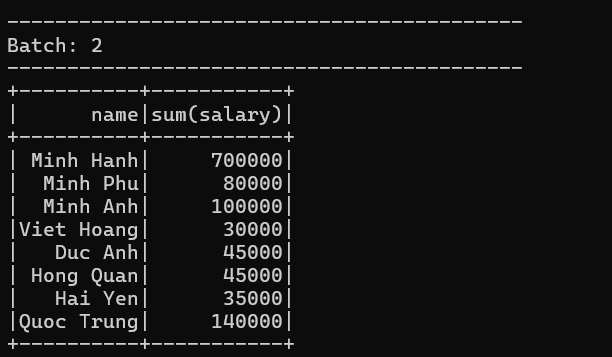 -------------------------------------------
Batch: 2
-------------------------------------------
+----------+-----------+
|      name|sum(salary)|
+----------+-----------+
| Minh Hanh|     700000|
|  Minh Phu|      80000|
|  Minh Anh|     100000|
|Viet Hoang|      30000|
|   Duc Anh|      45000|
| Hong Quan|      45000|
|   Hai Yen|      35000|
|Quoc Trung|     140000|
+----------+-----------+